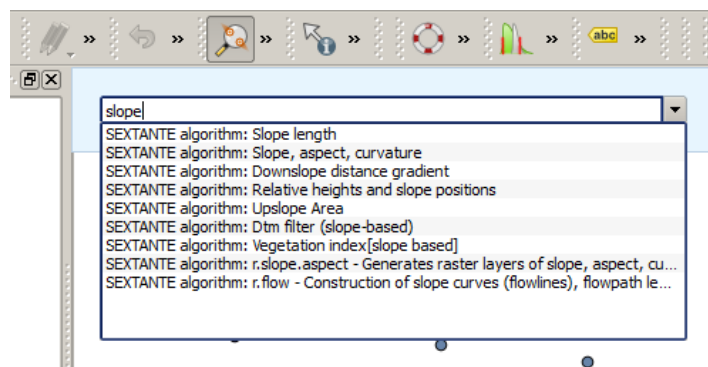 abc
slope
SEXTANTE algorithm: Slope length
SEXTANTE algorithm: Slope, aspect, curvature
SEXTANTE algorithm: Downslope distance gradient
SEXTANTE algorithm: Relative heights and slope positions
SEXTANTE algorithm: Upslope Area
SEXTANTE algorithm: Dtm filter (slope-based)
SEXTANTE algorithm: Vegetation index[slope based]
SEXTANTE algorithm: r.slope.aspect - Generates raster layers of slope, aspect, cu...
SEXTANTE algorithm: r.flow - Construction of slope curves (flowlines), flowpath le...